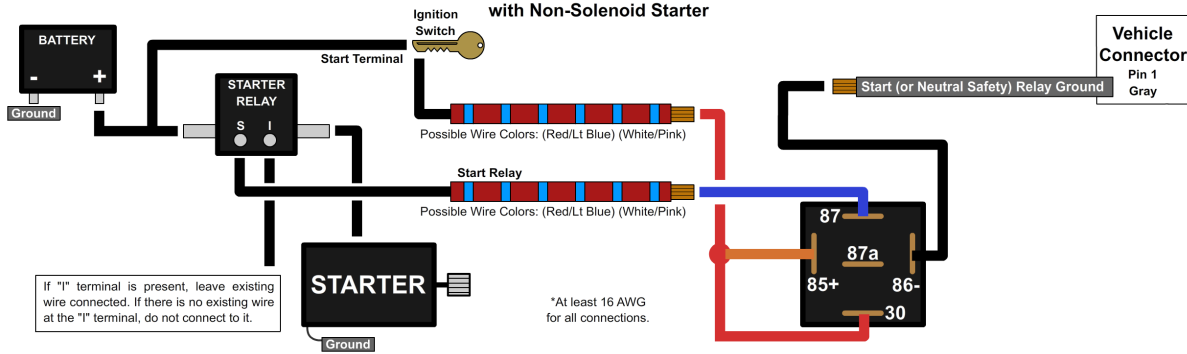 with Non-Solenoid Starter
Ignition
Switch
BATTERY
- +
Ground
Start Terminal
STARTER
RELAY
S I
Possible Wire Colors: (Red/Lt Blue) (White/Pink)
Start Relay
Possible Wire Colors: (Red/Lt Blue) (White/Pink)
If "I" terminal is present, leave existing
wire connected. If there is no existing wire
at the "I" terminal, do not connect to it.
STARTER
Ground
*At least 16 AWG
for all connections.
Vehicle
Connector
Pin 1
Gray
Start (or Neutral Safety) Relay Ground
87
87a
85+ 86-
30